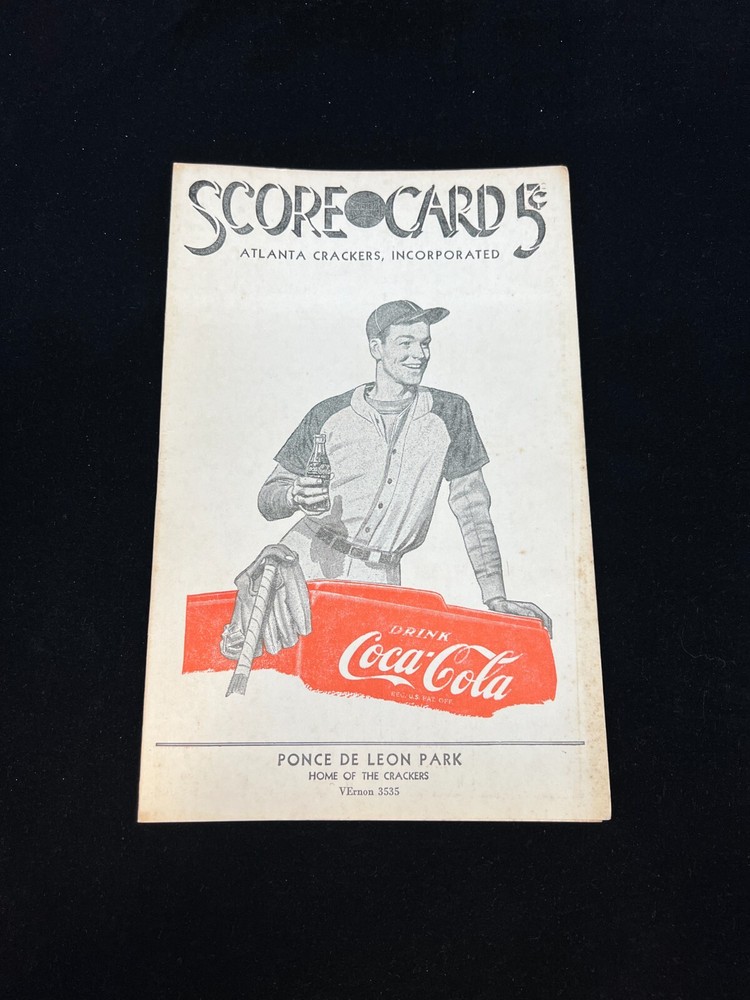 SCORE CARD 5¢
ATLANTA CRACKERS, INCORPORATED
DRINK
Coca-Cola
REG. U.S. PAT. OFF.
PONCE DE LEON PARK
HOME OF THE CRACKERS
VErnon 3535